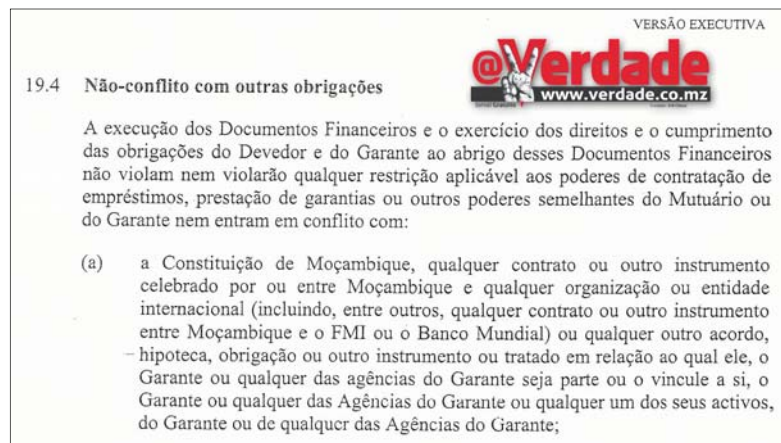 VERSÃO EXECUTIVA
@Verdade
www.verdade.co.mz
19.4 Não-conflito com outras obrigações
A execução dos Documentos Financeiros e o exercício dos direitos e o cumprimento
das obrigações do Devedor e do Garante ao abrigo desses Documentos Financeiros
não violam nem violarão qualquer restrição aplicável aos poderes de contratação de
empréstimos, prestação de garantias ou outros poderes semelhantes do Mutuário ou
do Garante nem entram em conflito com:
(a) a Constituição de Moçambique, qualquer contrato ou outro instrumento
celebrado por ou entre Moçambique e qualquer organização ou entidade
internacional (incluindo, entre outros, qualquer contrato ou outro instrumento
entre Moçambique e o FMI ou o Banco Mundial) ou qualquer outro acordo,
hipoteca, obrigação ou outro instrumento ou tratado em relação ao qual ele, o
Garante ou qualquer das agências do Garante seja parte ou o vincule a si, o
Garante ou qualquer das Agências do Garante ou qualquer um dos seus activos,
do Garante ou de qualquer das Agências do Garante;